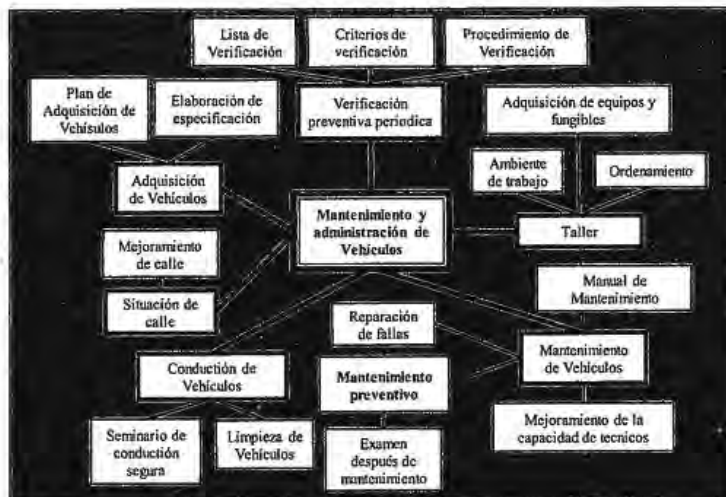 Lista de
Verificación
Criterios de
verificación
Procedimiento de
Verificación
Plan de
Adquisición de
Vehísulos
Elaboración de
especificación
Verificación
preventiva periodica
Adquisición de equipos y
fungibles
Ambiente
de trabajo
Ordenamiento
Adquisición
de Vehículos
Mantenimiento y
administración de
Vehículos
Taller
Mejoramiento
de calle
Situación de
calle
Manual de
Mantenimiento
Reparación
de fallas
Mantenimiento
de Vehículos
Conducción de
Vehículos
Mantenimiento
preventivo
Seminario de
conducción
segura
Limpieza de
Vehículos
Examen
después de
mantenimiento
Mejoramiento de la
capacidad de tecnicos